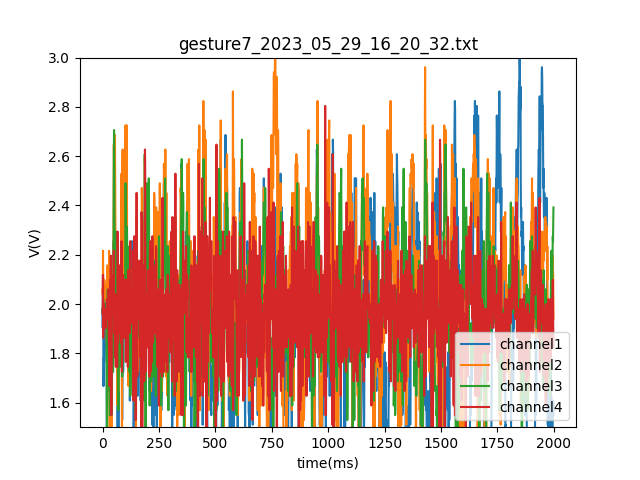 gesture7_2023_05_29_16_20_32.txt
3.0
2.8
2.6
2.4
2.2
2.0
1.8
1.6
V(V)
channel1
channel2
channel3
channel4
0 250 500 750 1000 1250 1500 1750 2000
time(ms)